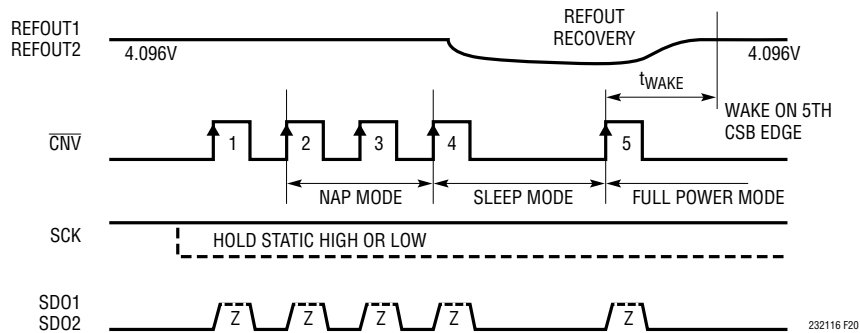 REFOUT1
REFOUT2
4.096V
REFOUT
RECOVERY
4.096V
tWAKE
WAKE ON 5TH
CSB EDGE
CNV
1
2
3
4
5
NAP MODE
SLEEP MODE
FULL POWER MODE
SCK
HOLD STATIC HIGH OR LOW
SDO1
SDO2
Z
Z
Z
Z
Z
232116 F20